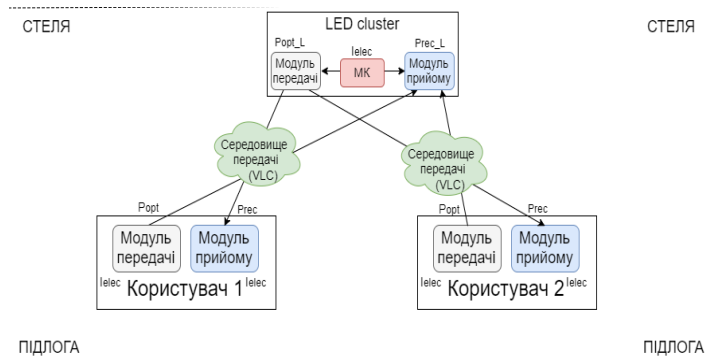 СТЕЛЯ
LED cluster
СТЕЛЯ
Popt_L
Ielec
Prec_L
Модуль
передачі
МК
Модуль
прийому
Середовище
передачі
(VLC)
Середовище
передачі
(VLC)
Popt
Prec
Popt
Prec
Модуль
передачі
Модуль
прийому
Модуль
передачі
Модуль
прийому
Ielec
Користувач 1
Ielec
Ielec
Користувач 2
Ielec
ПІДЛОГА
ПІДЛОГА